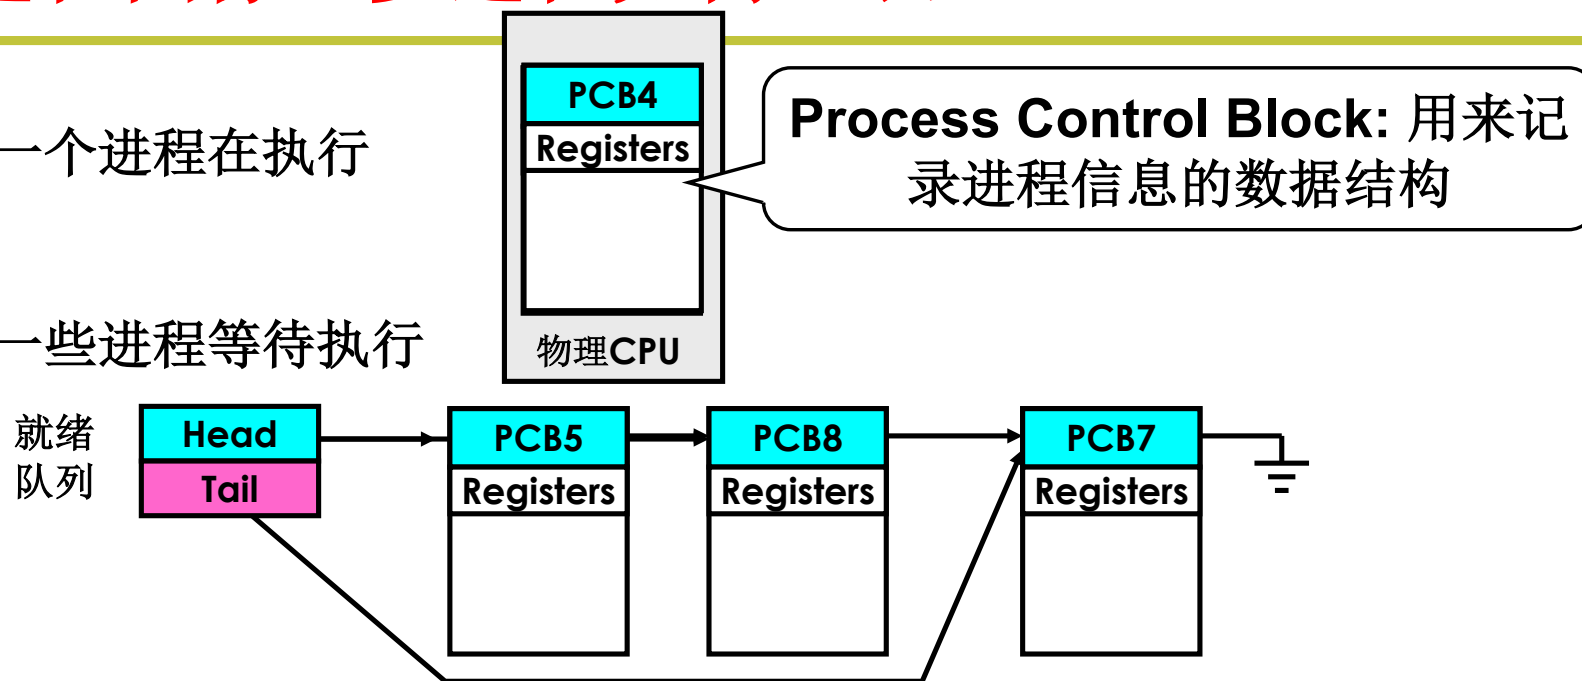 PCB4
Registers
Process Control Block: 用来记
录进程信息的数据结构
一个进程在执行
一些进程等待执行
物理CPU
就绪
队列
Head
Tail
PCB5
Registers
PCB8
Registers
PCB7
Registers